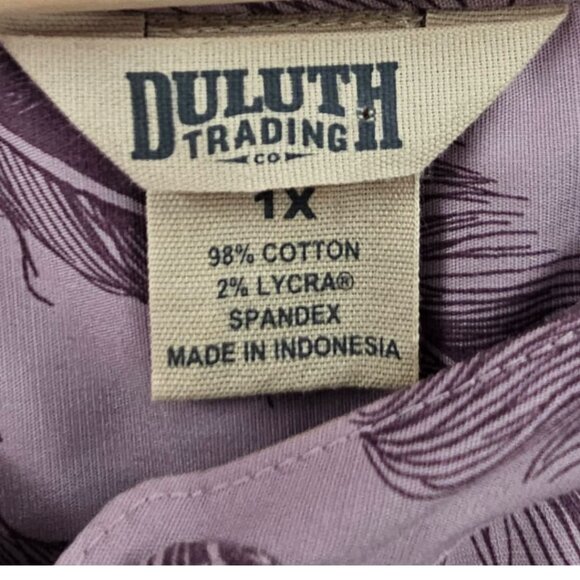 DULUTH
TRADING
CO
1X
98% COTTON
2% LYCRA®
SPANDEX
MADE IN INDONESIA